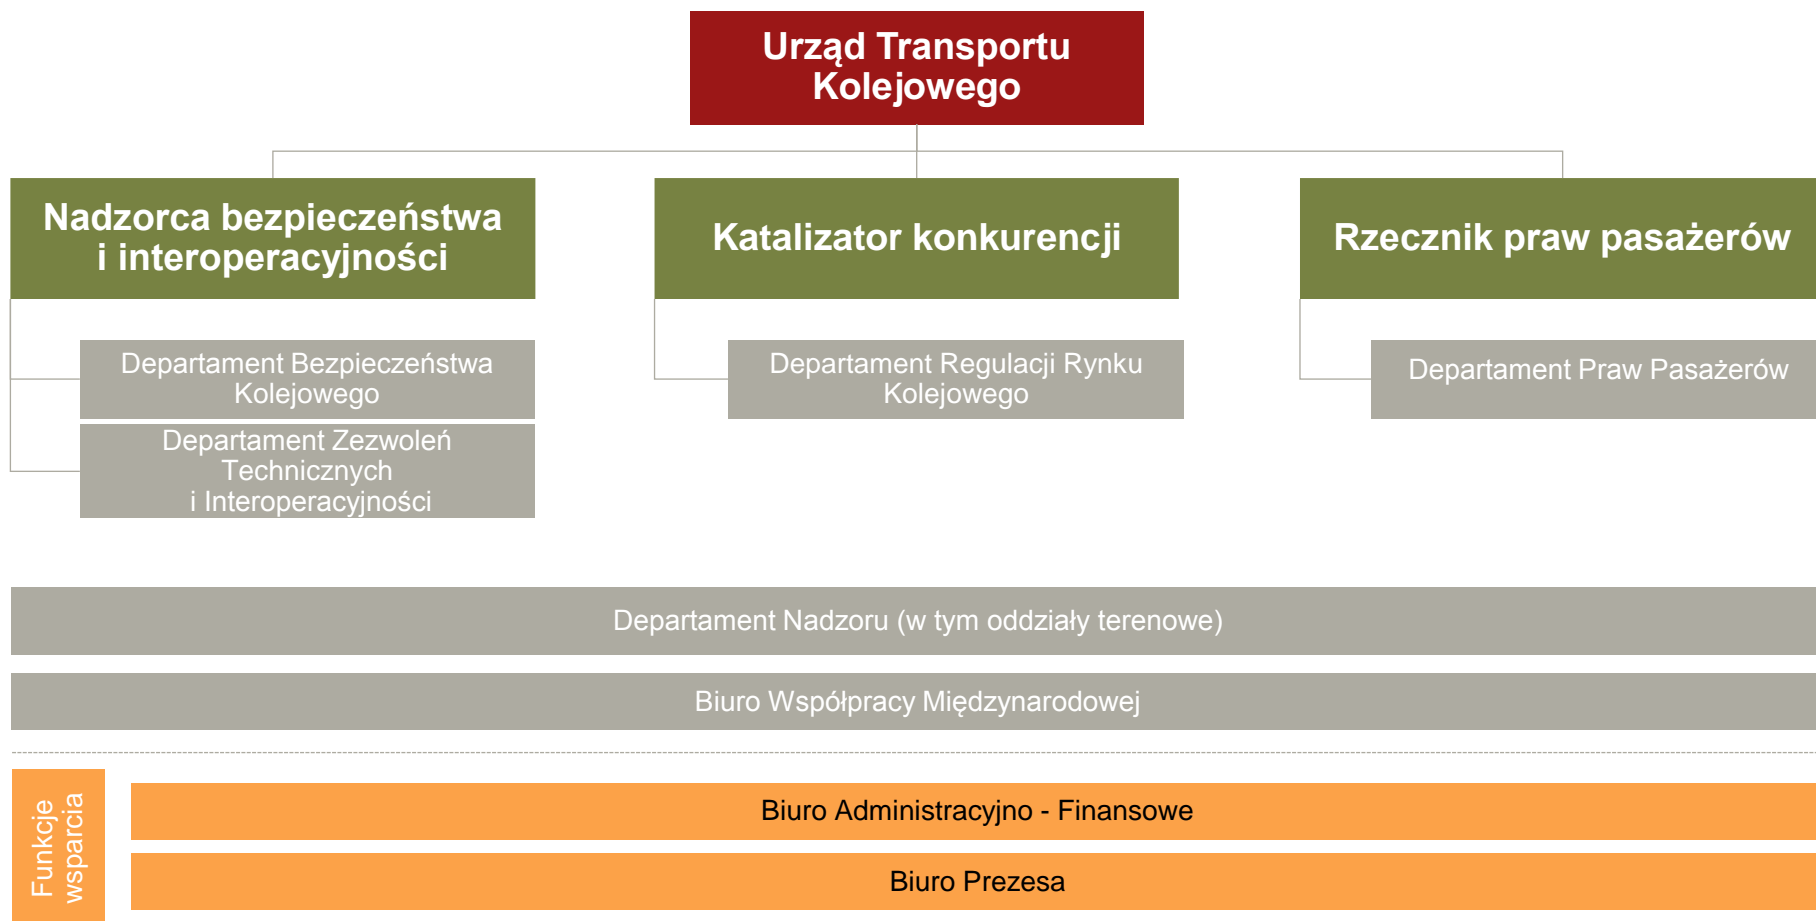 Urząd Transportu
Kolejowego
Nadzorca bezpieczeństwa
i interoperacyjności
Katalizator konkurencji
Rzecznik praw pasażerów
Departament Bezpieczeństwa
Kolejowego
Departament Zezwoleń
Technicznych
i Interoperacyjności
Departament Regulacji Rynku
Kolejowego
Departament Praw Pasażerów
Departament Nadzoru (w tym oddziały terenowe)
Biuro Współpracy Międzynarodowej
Funkcje
wsparcia
Biuro Administracyjno - Finansowe
Biuro Prezesa